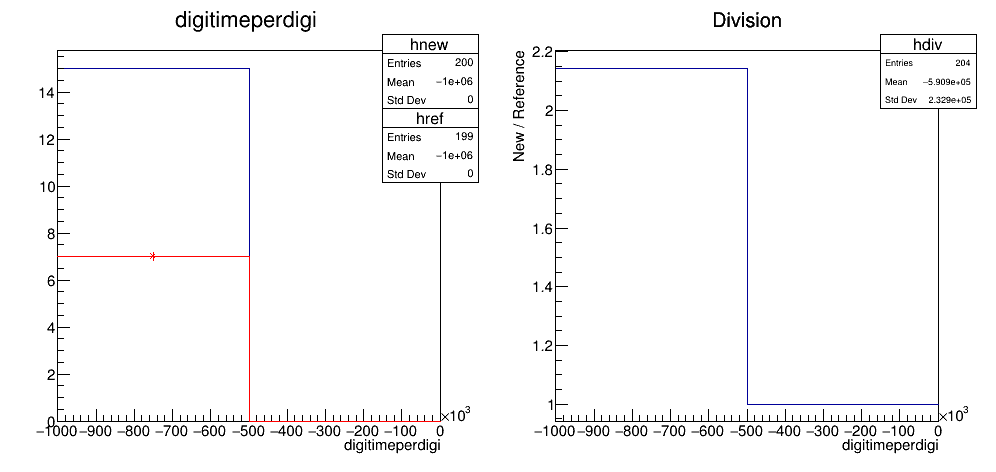 digitimeperdigi
hnew
Entries 200
Mean −1e+06
Std Dev 0
href
Entries 199
Mean −1e+06
Std Dev 0
14
12
10
8
6
4
2
0
−1000 −900 −800 −700 −600 −500 −400 −300 −200 −100 0
×10³
digitimeperdigi
Division
hdiv
Entries 204
Mean −5.909e+05
Std Dev 2.329e+05
New / Reference
2.2
2
1.8
1.6
1.4
1.2
1
−1000 −900 −800 −700 −600 −500 −400 −300 −200 −100 0
×10³
digitimeperdigi